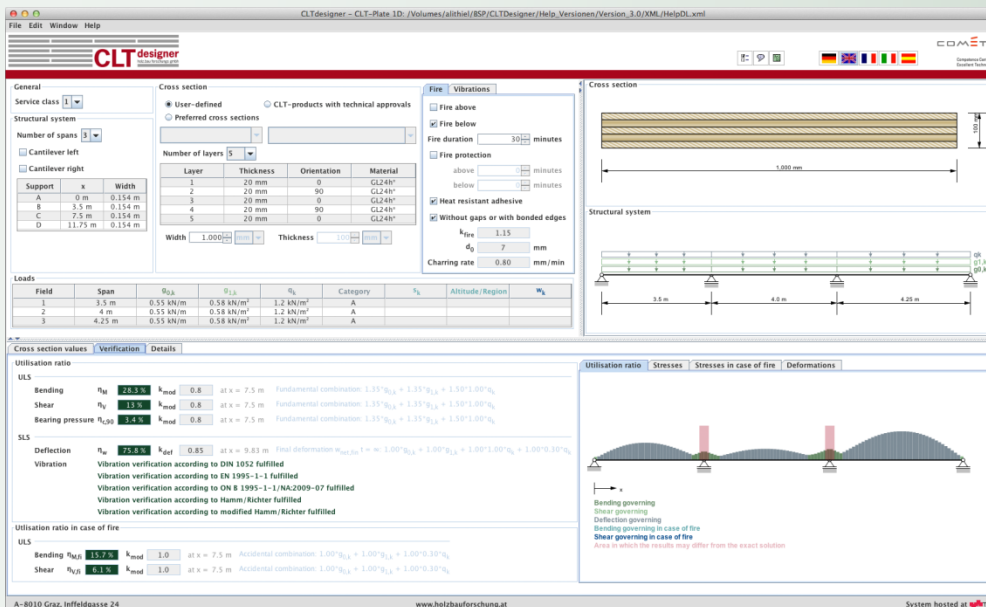 CLTdesigner - CLT-Plate 1D: /Volumes/alithiel/BSP/CLTDesigner/Help_Versionen/Version_3.0/XML/HelpDL.xml
File Edit Window Help
CLTdesigner
COMET
General
Service class 1
Structural system
Number of spans 3
Cantilever left
Cantilever right
Support x Width
A 0 m 0.154 m
B 3.5 m 0.154 m
C 7.5 m 0.154 m
D 11.75 m 0.154 m
Cross section
User-defined CLT-products with technical approvals
Preferred cross sections
Number of layers 5
Layer Thickness Orientation Material
1 20 mm 0 GL24h*
2 20 mm 90 GL24h*
3 20 mm 0 GL24h*
4 20 mm 90 GL24h*
5 20 mm 0 GL24h*
Width 1.000 mm Thickness 100 mm
Fire Vibrations
Fire above
Fire below
Fire duration 30 minutes
Fire protection
above 0 minutes
below 0 minutes
Heat resistant adhesive
Without gaps or with bonded edges
kfire 1.15
d0 7 mm
Charring rate 0.80 mm/min
Cross section
100 mm
1,000 mm
Structural system
qk
g1,k
g0,k
3.5 m 4.0 m 4.25 m
Loads
Field Span g0,k g1,k qk Category sk Altitude/Region wk
1 3.5 m 0.55 kN/m 0.58 kN/m² 1.2 kN/m² A
2 4 m 0.55 kN/m 0.58 kN/m² 1.2 kN/m² A
3 4.25 m 0.55 kN/m 0.58 kN/m² 1.2 kN/m² A
Cross section values Verification Details
Utilisation ratio
ULS
Bending ηM 28.3 % kmod 0.8 at x = 7.5 m Fundamental combination: 1.35*g0,k + 1.35*g1,k + 1.50*1.00*qk
Shear ηV 13 % kmod 0.8 at x = 7.5 m Fundamental combination: 1.35*g0,k + 1.35*g1,k + 1.50*1.00*qk
Bearing pressure ηc,90 3.4 % kmod 0.8 at x = 7.5 m Fundamental combination: 1.35*g0,k + 1.35*g1,k + 1.50*1.00*qk
SLS
Deflection ηw 75.8 % kdef 0.85 at x = 9.83 m
Vibration Vibration verification according to DIN 1052 fulfilled
Vibration verification according to EN 1995-1-1 fulfilled
Vibration verification according to ON B 1995-1-1/NA:2009-07 fulfilled
Vibration verification according to Hamm/Richter fulfilled
Vibration verification according to modified Hamm/Richter fulfilled
Utlisation ratio in case of fire
ULS
Bending ηM,fi 15.7 % kmod 1.0 at x = 7.5 m Accidental combination: 1.00*g0,k + 1.00*g1,k + 1.00*0.30*qk
Shear ηV,fi 6.1 % kmod 1.0 at x = 7.5 m Accidental combination: 1.00*g0,k + 1.00*g1,k + 1.00*0.30*qk
Utilisation ratio Stresses Stresses in case of fire Deformations
x
Bending governing
Shear governing
Deflection governing
Bending governing in case of fire
Shear governing in case of fire
Area in which the results may differ from the exact solution
A-8010 Graz, Inffeldgasse 24 www.holzbauforschung.at System hosted at